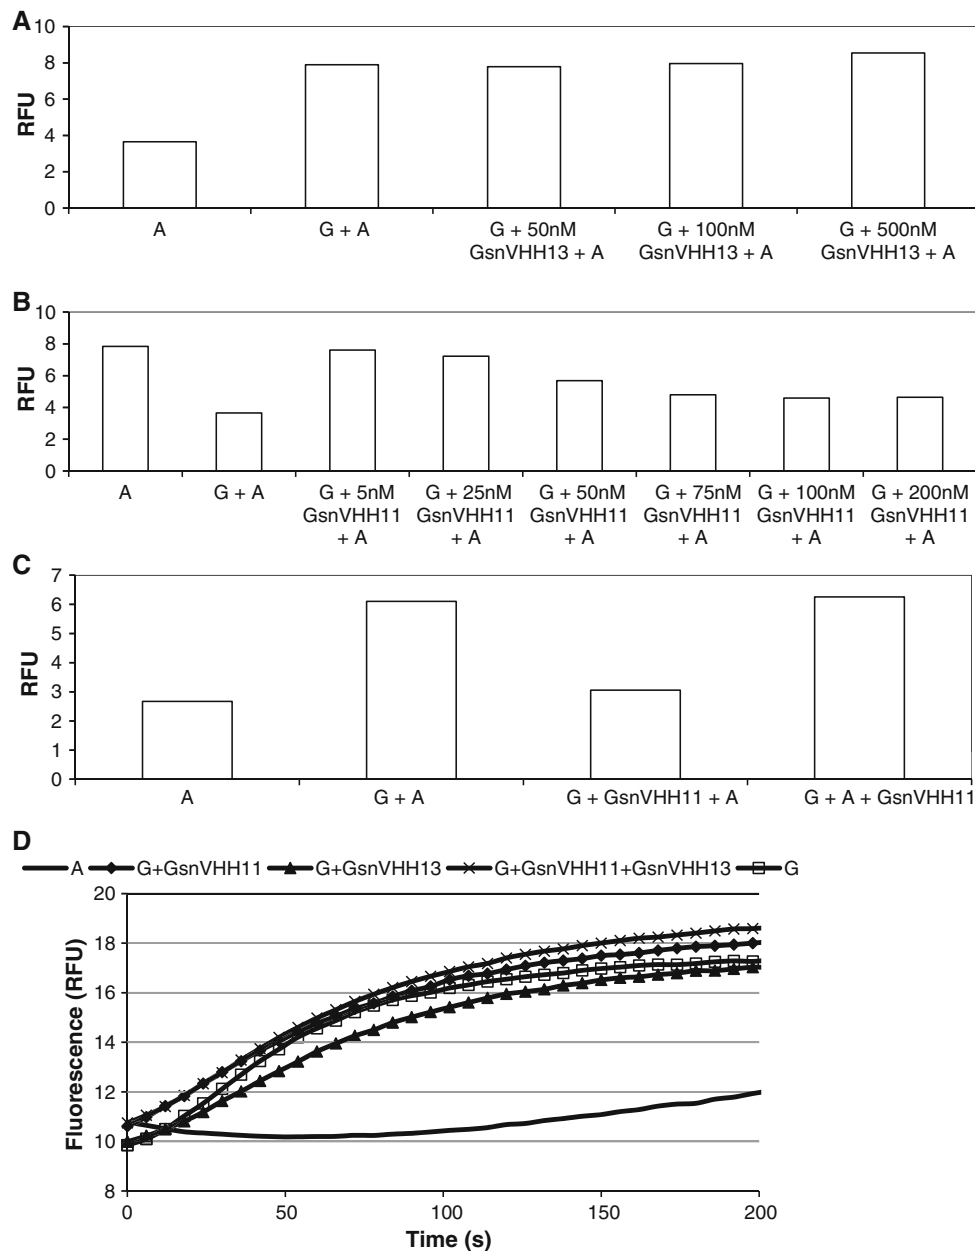 A
10
8
6
4
2
0
RFU
A
G + A
G + 50nM
GsnVHH13 + A
G + 100nM
GsnVHH13 + A
G + 500nM
GsnVHH13 + A
B
10
8
6
4
2
0
RFU
A
G + A
G + 5nM
GsnVHH11
+ A
G + 25nM
GsnVHH11
+ A
G + 50nM
GsnVHH11
+ A
G + 75nM
GsnVHH11
+ A
G + 100nM
GsnVHH11
+ A
G + 200nM
GsnVHH11
+ A
C
7
6
5
4
3
2
1
0
RFU
A
G + A
G + GsnVHH11 + A
G + A + GsnVHH11
D
A G+GsnVHH11 G+GsnVHH13 G+GsnVHH11+GsnVHH13 G
20
18
16
14
12
10
8
Fluorescence (RFU)
0 50 100 150 200
Time (s)